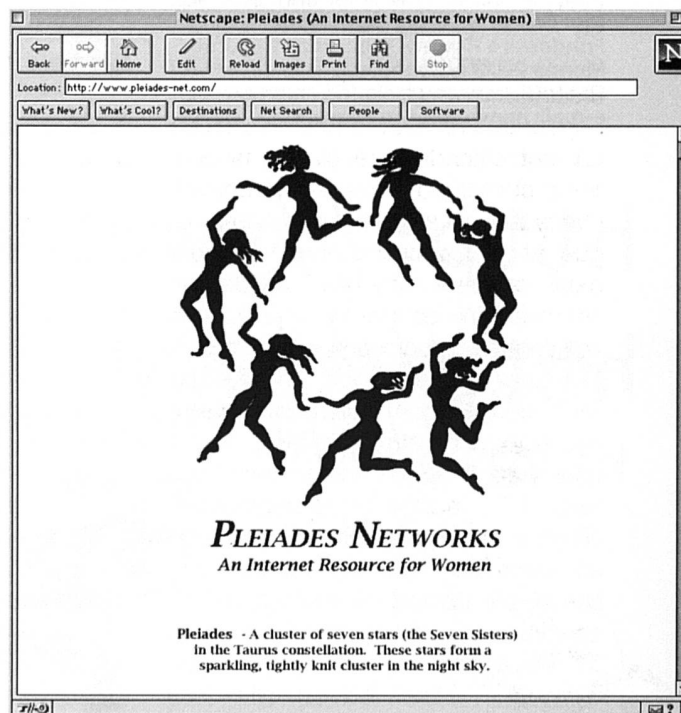 Netscape: Pleiades (An Internet Resource for Women)
Back Forward Home Edit Reload Images Print Find Stop
N
Location: http://www.pleiades-net.com/
What's New? What's Cool? Destinations Net Search People Software
PLEIADES NETWORKS
An Internet Resource for Women
Pleiades - A cluster of seven stars (the Seven Sisters)
in the Taurus constellation. These stars form a
sparkling, tightly knit cluster in the night sky.
?